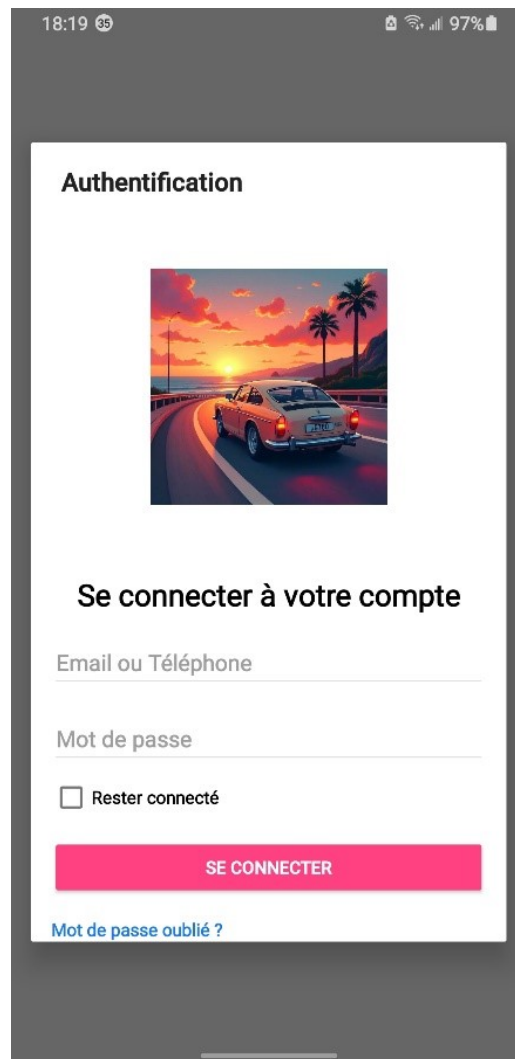 18:19 35 97%
Authentification
Se connecter à votre compte
Email ou Téléphone
Mot de passe
Rester connecté
SE CONNECTER
Mot de passe oublié ?